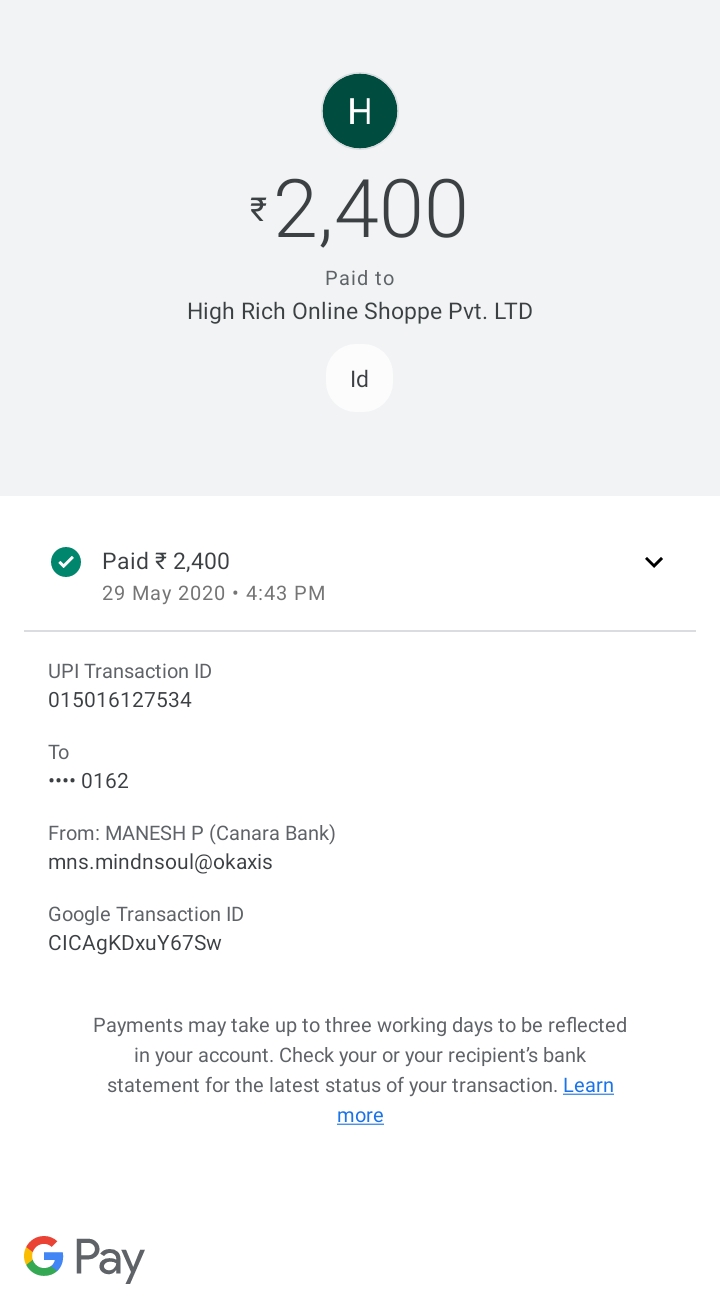 H
₹2,400
Paid to
High Rich Online Shoppe Pvt. LTD
Id
Paid ₹ 2,400
29 May 2020 • 4:43 PM
UPI Transaction ID
015016127534
To
•••• 0162
From: MANESH P (Canara Bank)
mns.mindnsoul@okaxis
Google Transaction ID
CICAgKDxuY67Sw
Payments may take up to three working days to be reflected
in your account. Check your or your recipient's bank
statement for the latest status of your transaction. Learn
more
G Pay